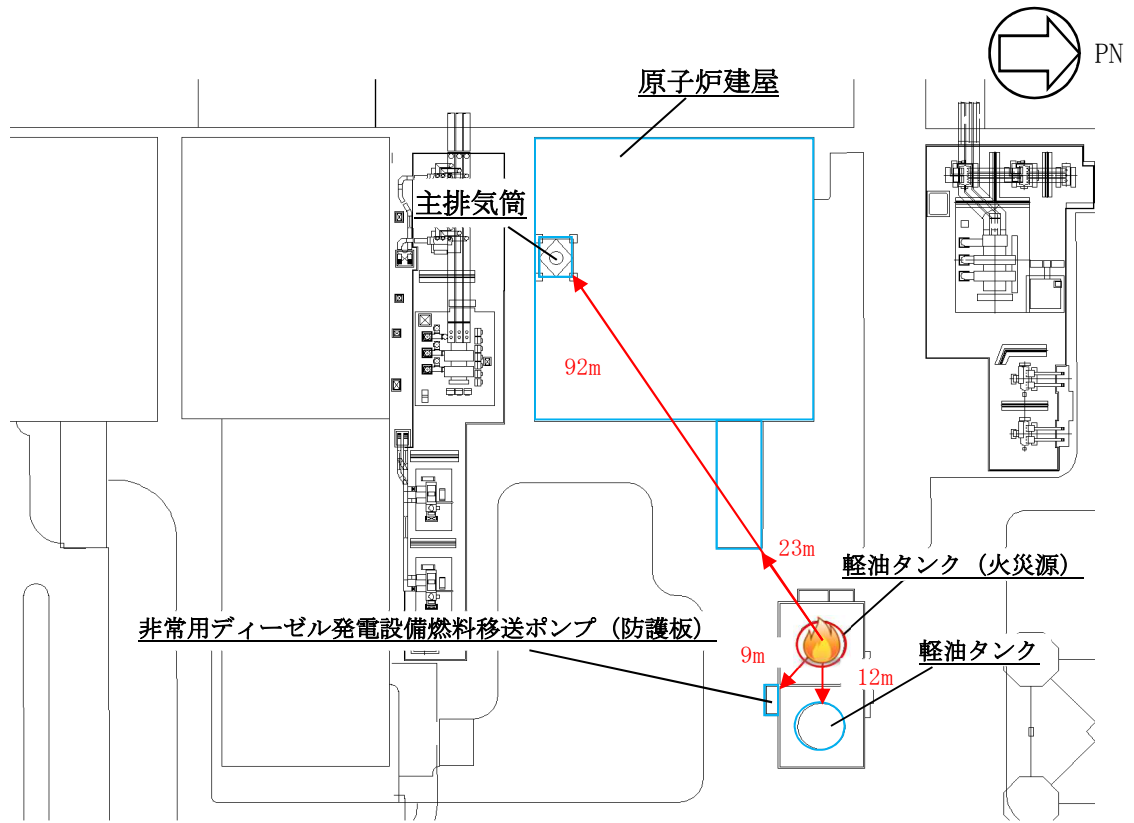 PN
原子炉建屋
主排気筒
92m
23m
軽油タンク（火災源）
非常用ディーゼル発電設備燃料移送ポンプ（防護板）
9m
軽油タンク
12m